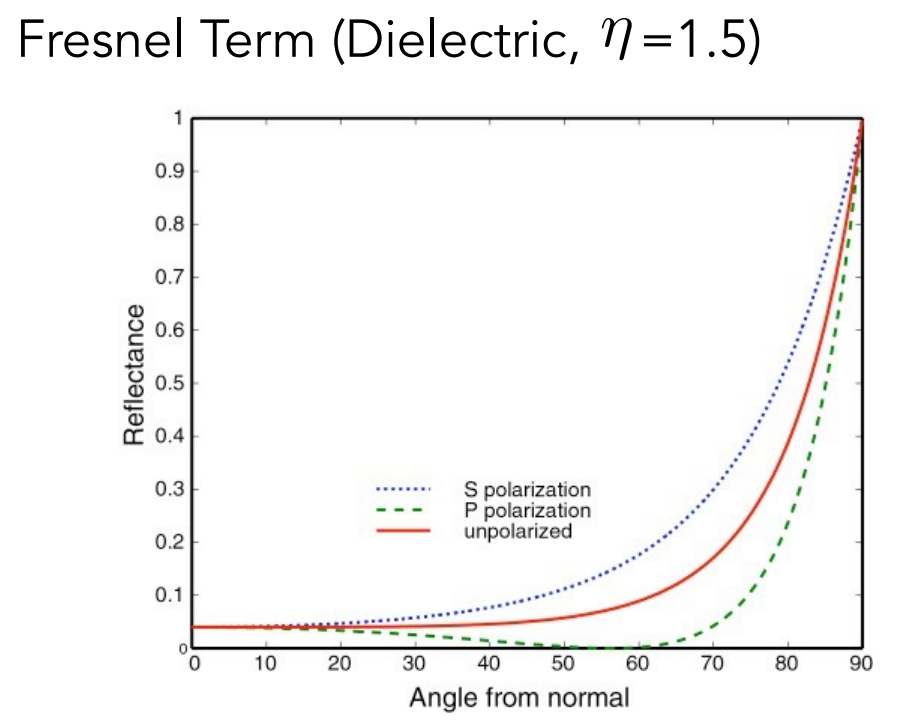 Fresnel Term (Dielectric, η=1.5)
1
0.9
0.8
0.7
0.6
0.5
0.4
0.3
0.2
0.1
0
Reflectance
S polarization
P polarization
unpolarized
0 10 20 30 40 50 60 70 80 90
Angle from normal